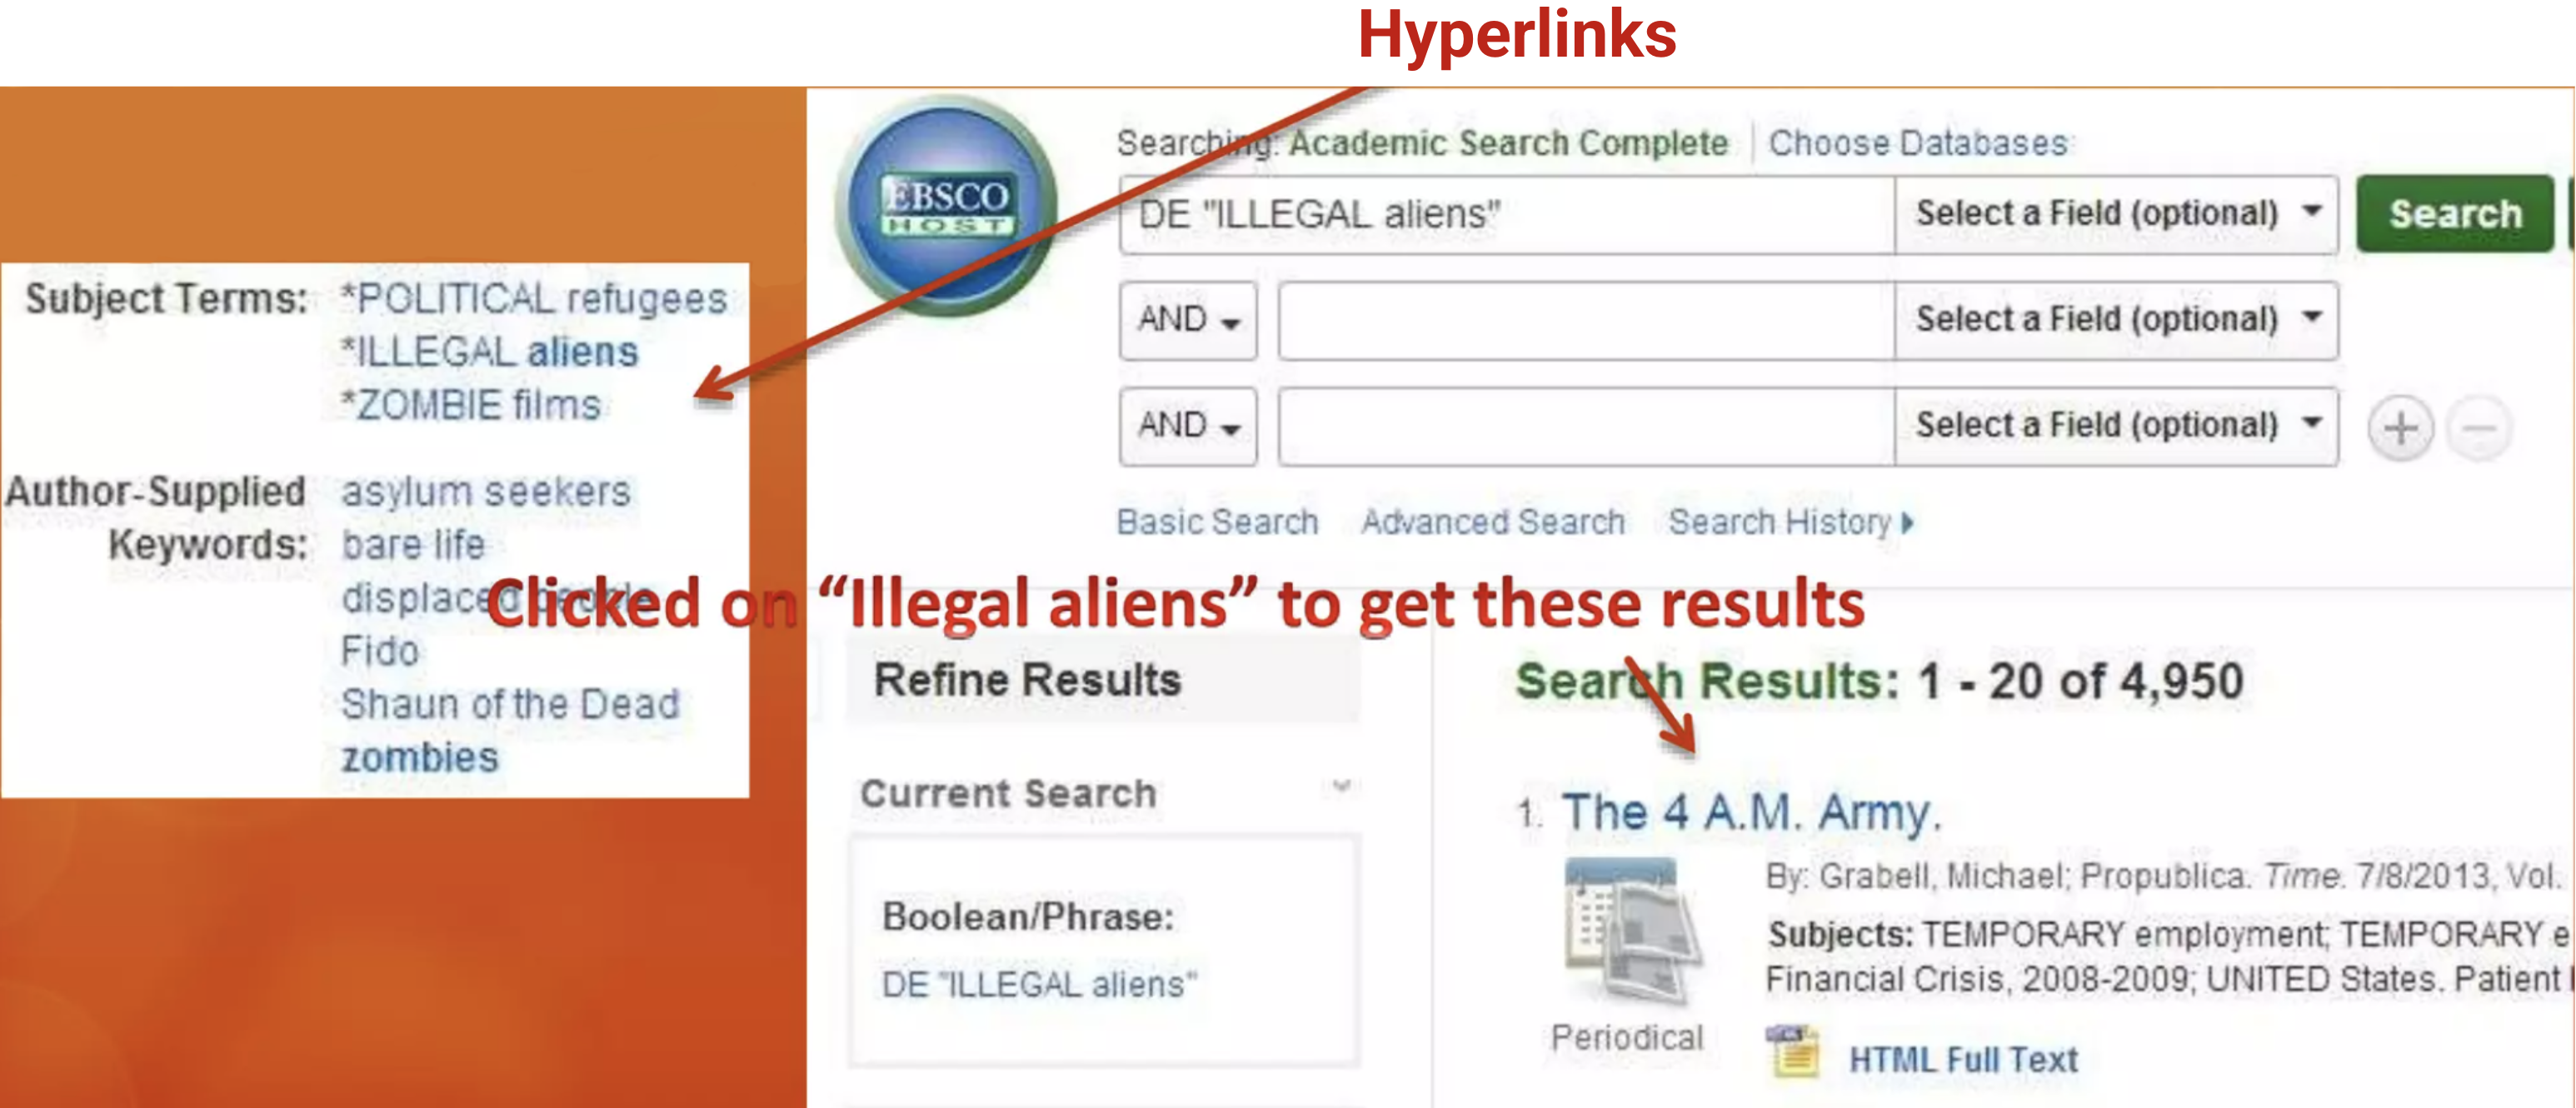 Hyperlinks
Subject Terms: *POLITICAL refugees
*ILLEGAL aliens
*ZOMBIE films
Author-Supplied Keywords: asylum seekers
bare life
displaced people
Fido
Shaun of the Dead
zombies
EBSCO
HOST
Searching: Academic Search Complete Choose Databases
DE "ILLEGAL aliens" Select a Field (optional) Search
AND Select a Field (optional)
AND Select a Field (optional)
Basic Search Advanced Search Search History
Clicked on “Illegal aliens” to get these results
Refine Results
Current Search
Boolean/Phrase:
DE "ILLEGAL aliens"
Search Results: 1 - 20 of 4,950
1. The 4 A.M. Army.
By: Grabell, Michael; Propublica. Time. 7/8/2013, Vol.
Subjects: TEMPORARY employment; TEMPORARY e
Financial Crisis, 2008-2009; UNITED States. Patient
Periodical
HTML Full Text